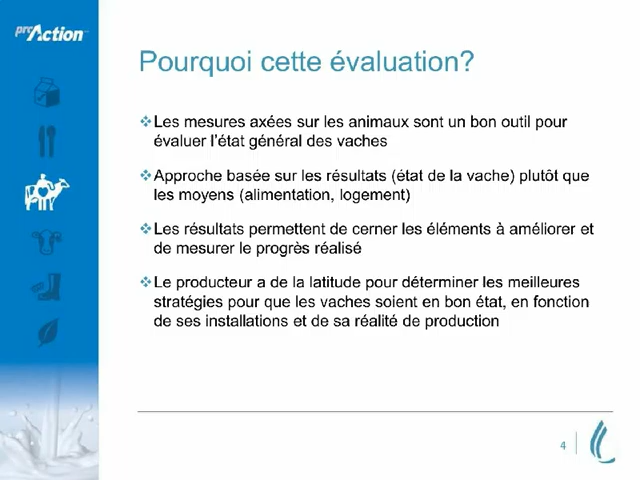 proAction
Pourquoi cette évaluation?
Les mesures axées sur les animaux sont un bon outil pour
évaluer l'état général des vaches
Approche basée sur les résultats (état de la vache) plutôt que
les moyens (alimentation, logement)
Les résultats permettent de cerner les éléments à améliorer et
de mesurer le progrès réalisé
Le producteur a de la latitude pour déterminer les meilleures
stratégies pour que les vaches soient en bon état, en fonction
de ses installations et de sa réalité de production
4